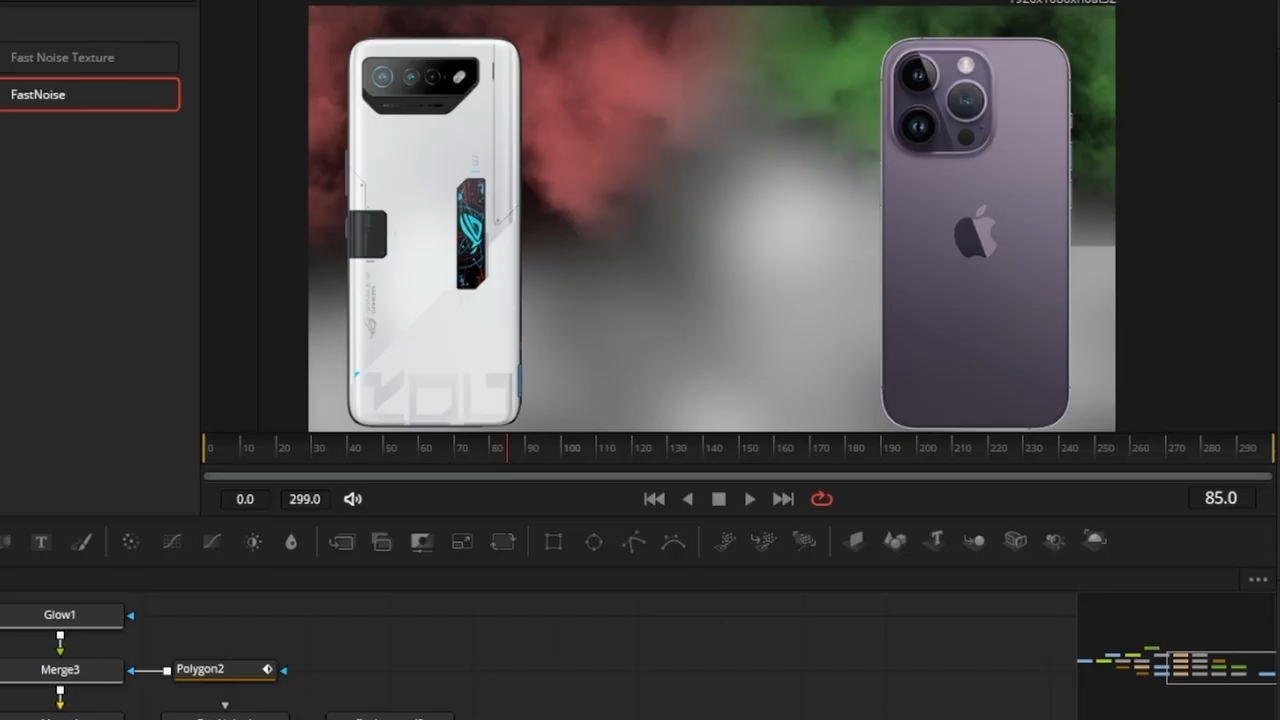 1920x1080xfloat32
Fast Noise Texture
FastNoise
0 10 20 30 40 50 60 70 80 90 100 110 120 130 140 150 160 170 180 190 200 210 220 230 240 250 260 270 280 290
0.0 299.0 85.0
T
Glow1
Merge3 Polygon2